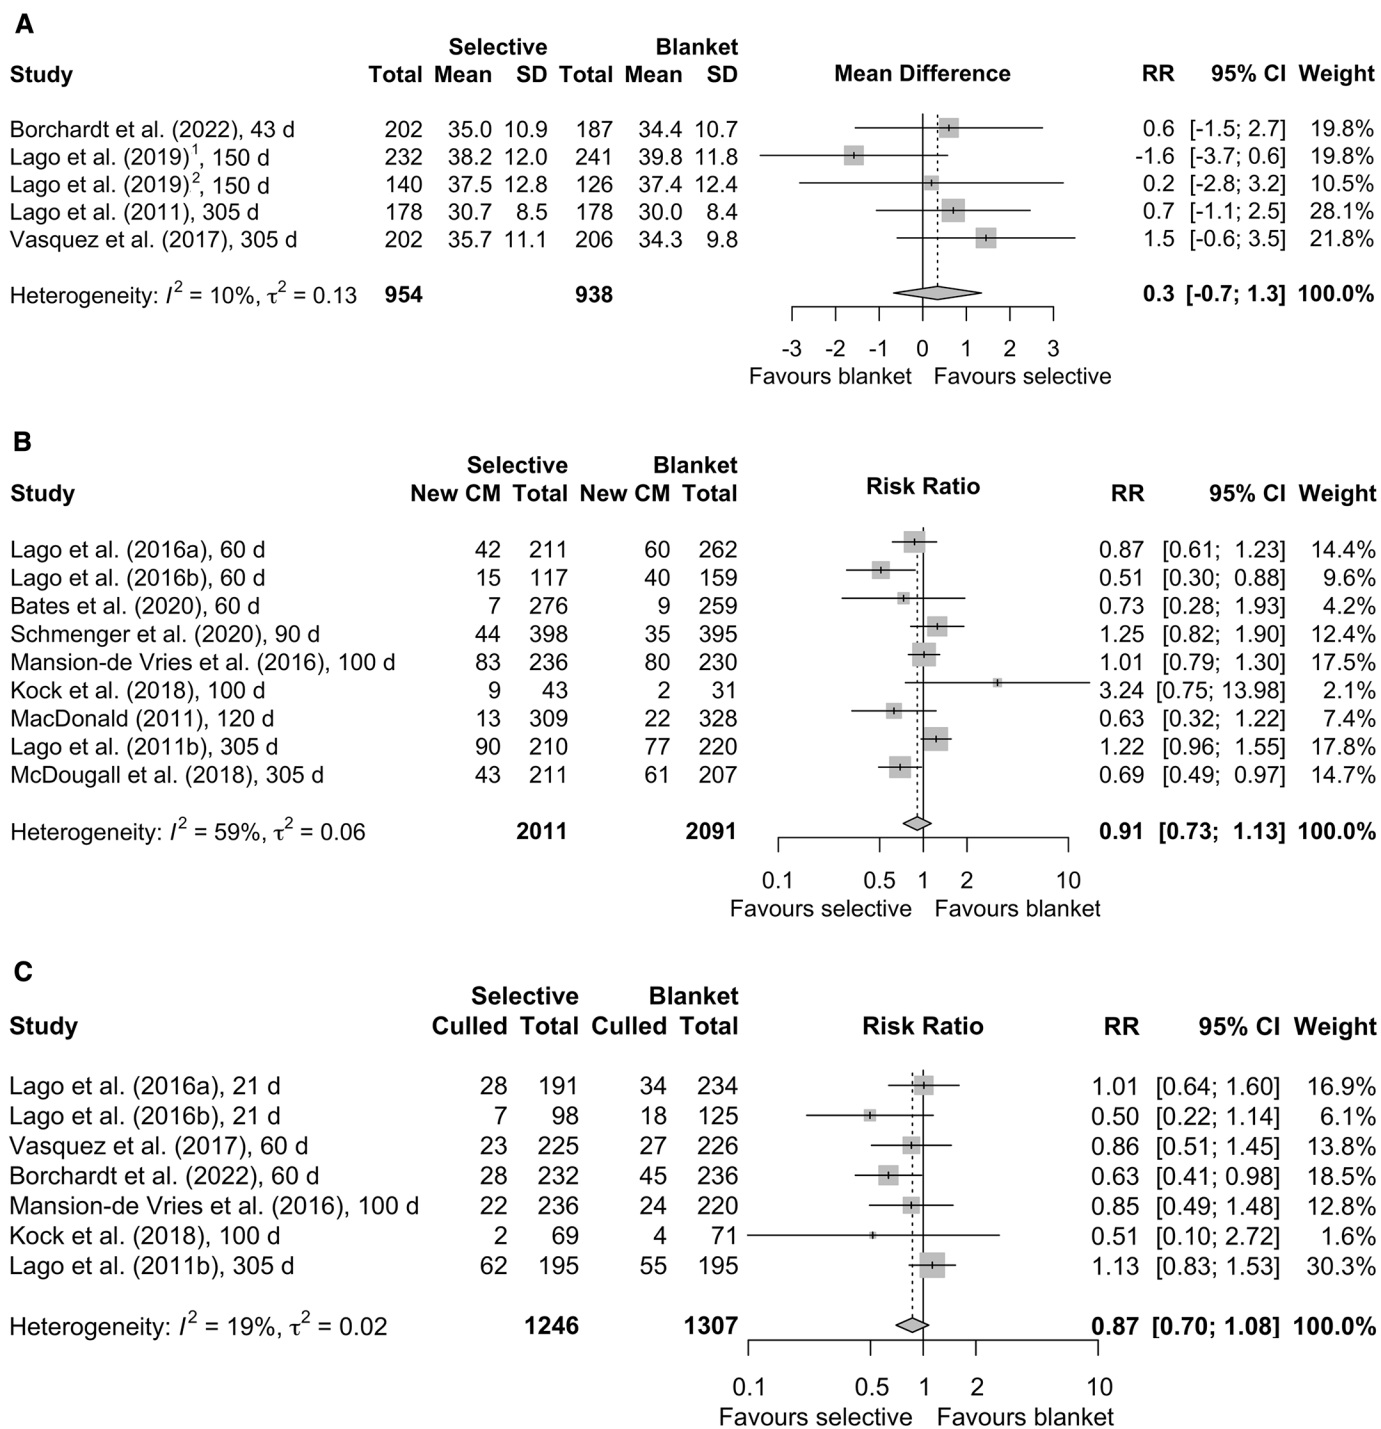 A
Selective Blanket
Study Total Mean SD Total Mean SD Mean Difference RR 95% CI Weight
Borchardt et al. (2022), 43 d 202 35.0 10.9 187 34.4 10.7 0.6 [-1.5; 2.7] 19.8%
Lago et al. (2019)¹, 150 d 232 38.2 12.0 241 39.8 11.8 -1.6 [-3.7; 0.6] 19.8%
Lago et al. (2019)², 150 d 140 37.5 12.8 126 37.4 12.4 0.2 [-2.8; 3.2] 10.5%
Lago et al. (2011), 305 d 178 30.7 8.5 178 30.0 8.4 0.7 [-1.1; 2.5] 28.1%
Vasquez et al. (2017), 305 d 202 35.7 11.1 206 34.3 9.8 1.5 [-0.6; 3.5] 21.8%
Heterogeneity: I² = 10%, τ² = 0.13 954 938 0.3 [-0.7; 1.3] 100.0%
-3 -2 -1 0 1 2 3
Favours blanket Favours selective
B
Selective Blanket
Study New CM Total New CM Total Risk Ratio RR 95% CI Weight
Lago et al. (2016a), 60 d 42 211 60 262 0.87 [0.61; 1.23] 14.4%
Lago et al. (2016b), 60 d 15 117 40 159 0.51 [0.30; 0.88] 9.6%
Bates et al. (2020), 60 d 7 276 9 259 0.73 [0.28; 1.93] 4.2%
Schmenger et al. (2020), 90 d 44 398 35 395 1.25 [0.82; 1.90] 12.4%
Mansion-de Vries et al. (2016), 100 d 83 236 80 230 1.01 [0.79; 1.30] 17.5%
Kock et al. (2018), 100 d 9 43 2 31 3.24 [0.75; 13.98] 2.1%
MacDonald (2011), 120 d 13 309 22 328 0.63 [0.32; 1.22] 7.4%
Lago et al. (2011b), 305 d 90 210 77 220 1.22 [0.96; 1.55] 17.8%
McDougall et al. (2018), 305 d 43 211 61 207 0.69 [0.49; 0.97] 14.7%
Heterogeneity: I² = 59%, τ² = 0.06 2011 2091 0.91 [0.73; 1.13] 100.0%
0.1 0.5 1 2 10
Favours selective Favours blanket
C
Selective Blanket
Study Culled Total Culled Total Risk Ratio RR 95% CI Weight
Lago et al. (2016a), 21 d 28 191 34 234 1.01 [0.64; 1.60] 16.9%
Lago et al. (2016b), 21 d 7 98 18 125 0.50 [0.22; 1.14] 6.1%
Vasquez et al. (2017), 60 d 23 225 27 226 0.86 [0.51; 1.45] 13.8%
Borchardt et al. (2022), 60 d 28 232 45 236 0.63 [0.41; 0.98] 18.5%
Mansion-de Vries et al. (2016), 100 d 22 236 24 220 0.85 [0.49; 1.48] 12.8%
Kock et al. (2018), 100 d 2 69 4 71 0.51 [0.10; 2.72] 1.6%
Lago et al. (2011b), 305 d 62 195 55 195 1.13 [0.83; 1.53] 30.3%
Heterogeneity: I² = 19%, τ² = 0.02 1246 1307 0.87 [0.70; 1.08] 100.0%
0.1 0.5 1 2 10
Favours selective Favours blanket